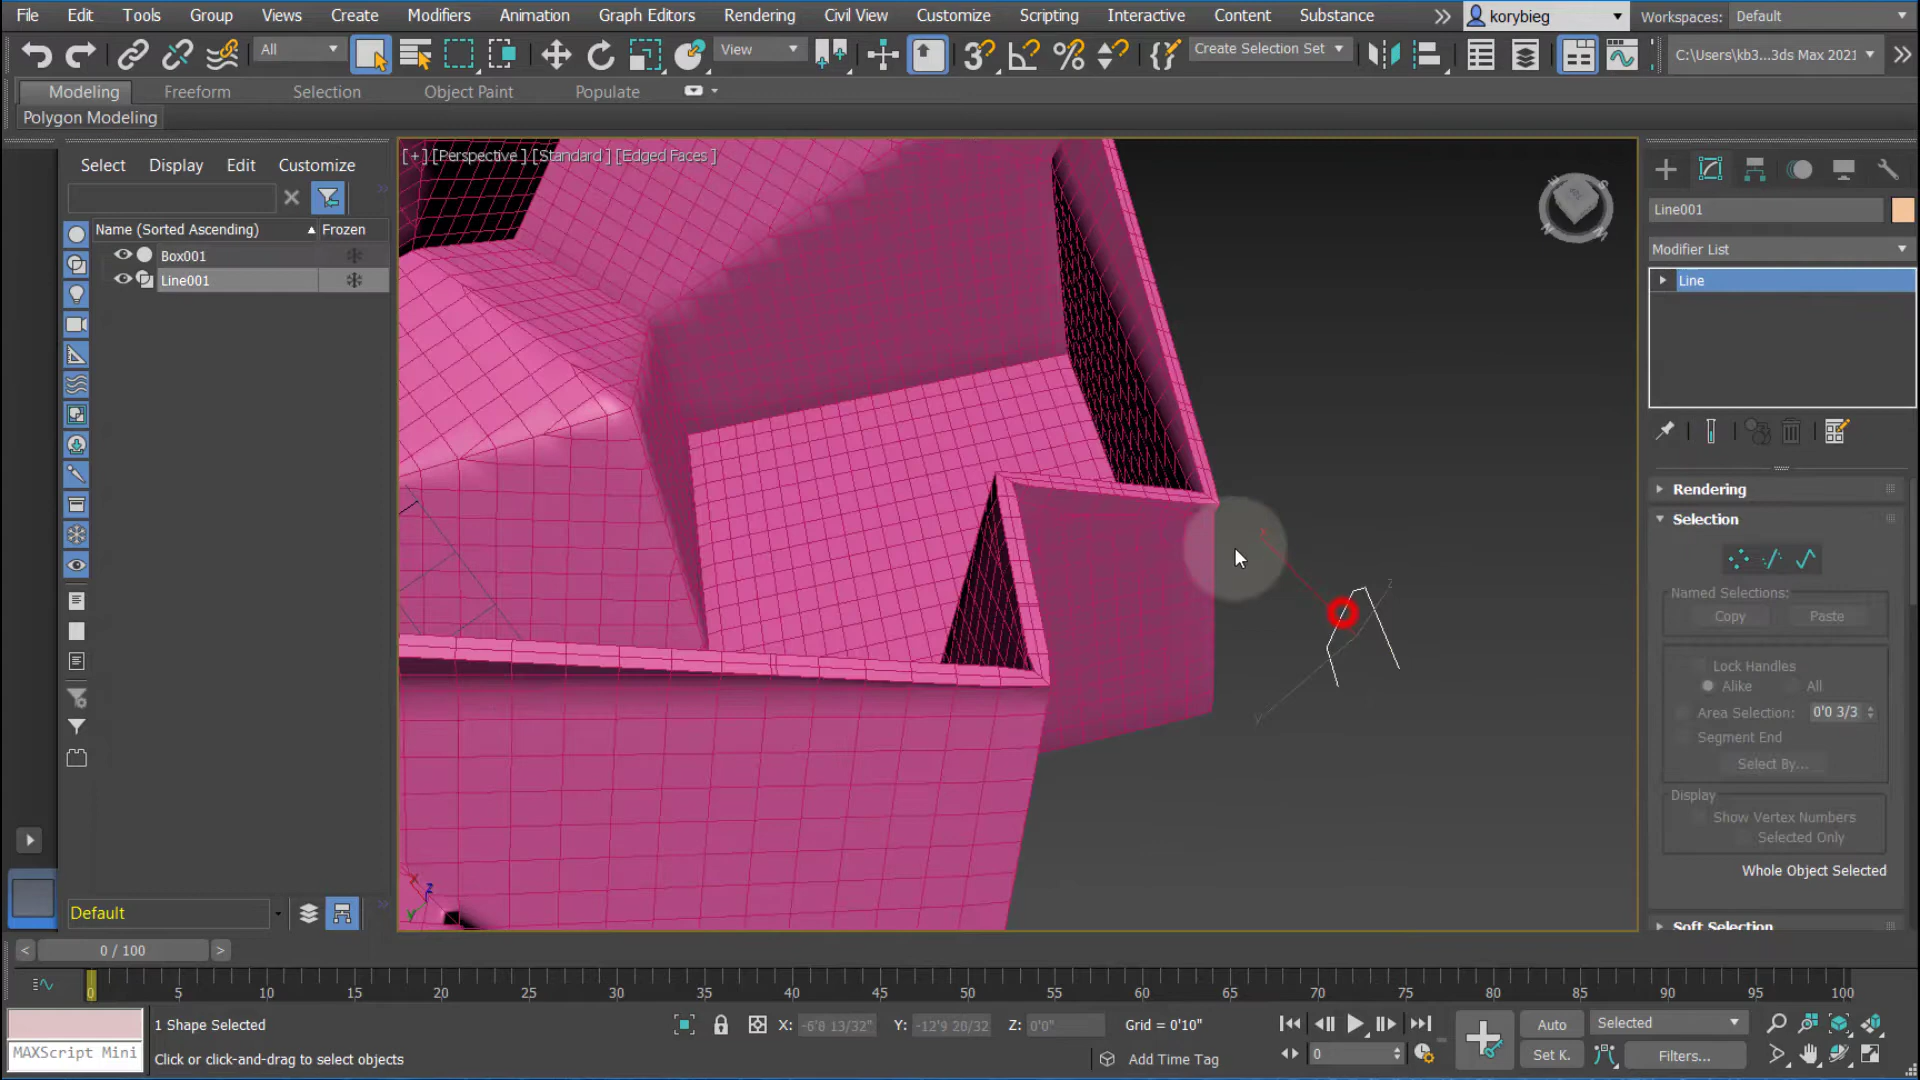 File Edit Tools Group Views Create Modifiers Animation Graph Editors Rendering Civil View Customize Scripting Interactive Content Substance korybieg Workspaces: Default
All View Create Selection Set C:\Users\kb3...3ds Max 2021
Modeling Freeform Selection Object Paint Populate
Polygon Modeling
[+] [Perspective ] [Standard ] [Edged Faces ]
Select Display Edit Customize
Name (Sorted Ascending) Frozen
Box001
Line001
Line001
Modifier List
Line
Rendering
Selection
Named Selections:
Copy Paste
Lock Handles
Alike All
Area Selection: 0'0 3/3
Segment End
Select By...
Display
Show Vertex Numbers
Selected Only
Whole Object Selected
Soft Selection
x z y
x z y
Default
0 / 100
0 5 10 15 20 25 30 35 40 45 50 55 60 65 70 75 80 85 90 95 100
1 Shape Selected X: -6'8 13/32" Y: -12'9 20/32 Z: 0'0" Grid = 0'10" Auto Selected
MAXScript Mini Click or click-and-drag to select objects Add Time Tag 0 Set K. Filters...